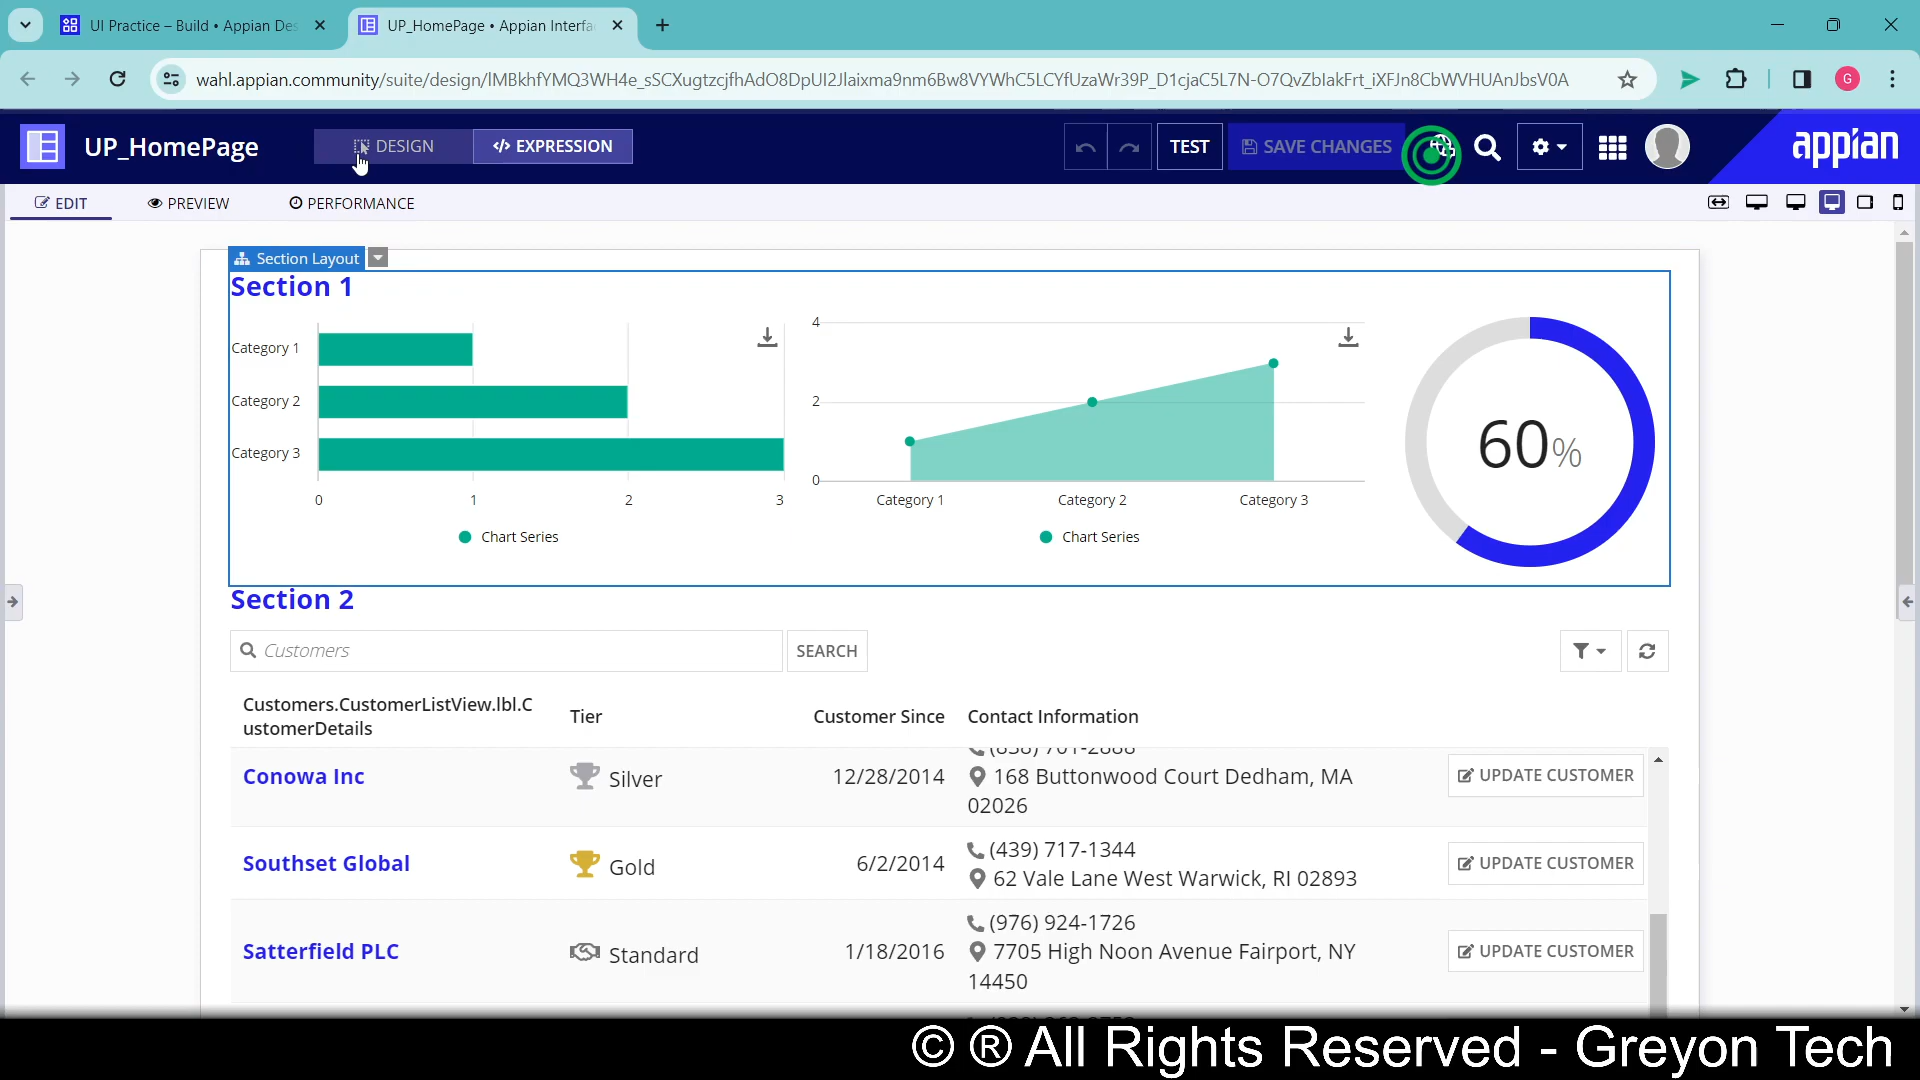 UI Practice – Build • Appian Des
UP_HomePage • Appian Interfa
wahl.appian.community/suite/design/lMBkhfYMQ3WH4e_sSCXugtzcjfhAdO8DpUI2Jlaixma9nm6Bw8VYWhC5LCYfUzaWr39P_D1cjaC5L7N-O7QvZbIakFrt_iXFJn8CbWVHUAnJbsV0A
G
UP_HomePage
DESIGN
</> EXPRESSION
TEST
SAVE CHANGES
appian
EDIT
PREVIEW
PERFORMANCE
Section Layout
Section 1
Category 1
Category 2
Category 3
0 1 2 3
Chart Series
4
2
0
Category 1 Category 2 Category 3
Chart Series
60%
Section 2
Customers
SEARCH
Customers.CustomerListView.lbl.C
ustomerDetails
Tier
Customer Since
Contact Information
Conowa Inc
Silver
12/28/2014
168 Buttonwood Court Dedham, MA
02026
UPDATE CUSTOMER
Southset Global
Gold
6/2/2014
(439) 717-1344
62 Vale Lane West Warwick, RI 02893
UPDATE CUSTOMER
Satterfield PLC
Standard
1/18/2016
(976) 924-1726
7705 High Noon Avenue Fairport, NY
14450
UPDATE CUSTOMER
© ® All Rights Reserved - Greyon Tech